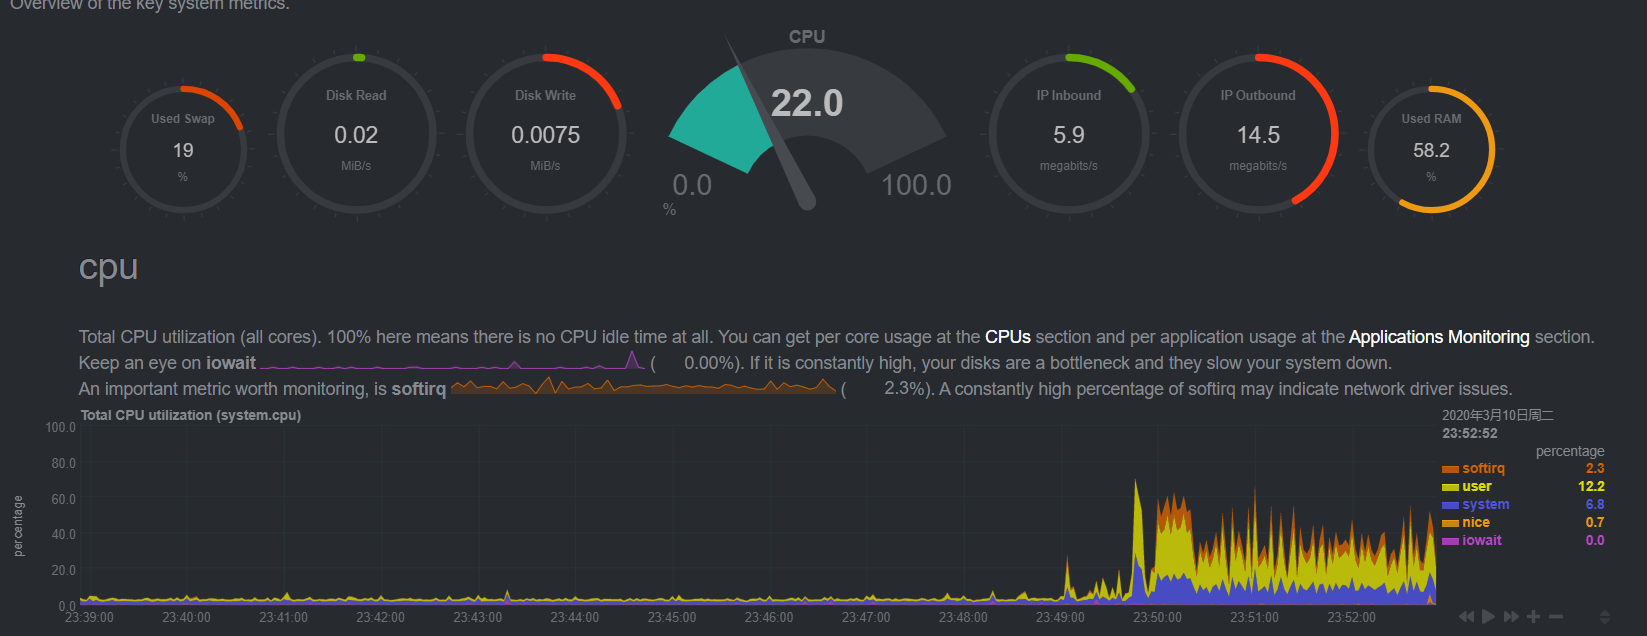 Overview of the key system metrics.
CPU
Used Swap
19
%
Disk Read
0.02
MiB/s
Disk Write
0.0075
MiB/s
22.0
0.0
100.0
%
IP Inbound
5.9
megabits/s
IP Outbound
14.5
megabits/s
Used RAM
58.2
%
cpu
Total CPU utilization (all cores). 100% here means there is no CPU idle time at all. You can get per core usage at the CPUs section and per application usage at the Applications Monitoring section.
Keep an eye on iowait ( 0.00%). If it is constantly high, your disks are a bottleneck and they slow your system down.
An important metric worth monitoring, is softirq ( 2.3%). A constantly high percentage of softirq may indicate network driver issues.
Total CPU utilization (system.cpu)
2020年3月10日周二
23:52:52
percentage
softirq 2.3
user 12.2
system 6.8
nice 0.7
iowait 0.0
percentage
100.0
80.0
60.0
40.0
20.0
0.0
23:39:00 23:40:00 23:41:00 23:42:00 23:43:00 23:44:00 23:45:00 23:46:00 23:47:00 23:48:00 23:49:00 23:50:00 23:51:00 23:52:00